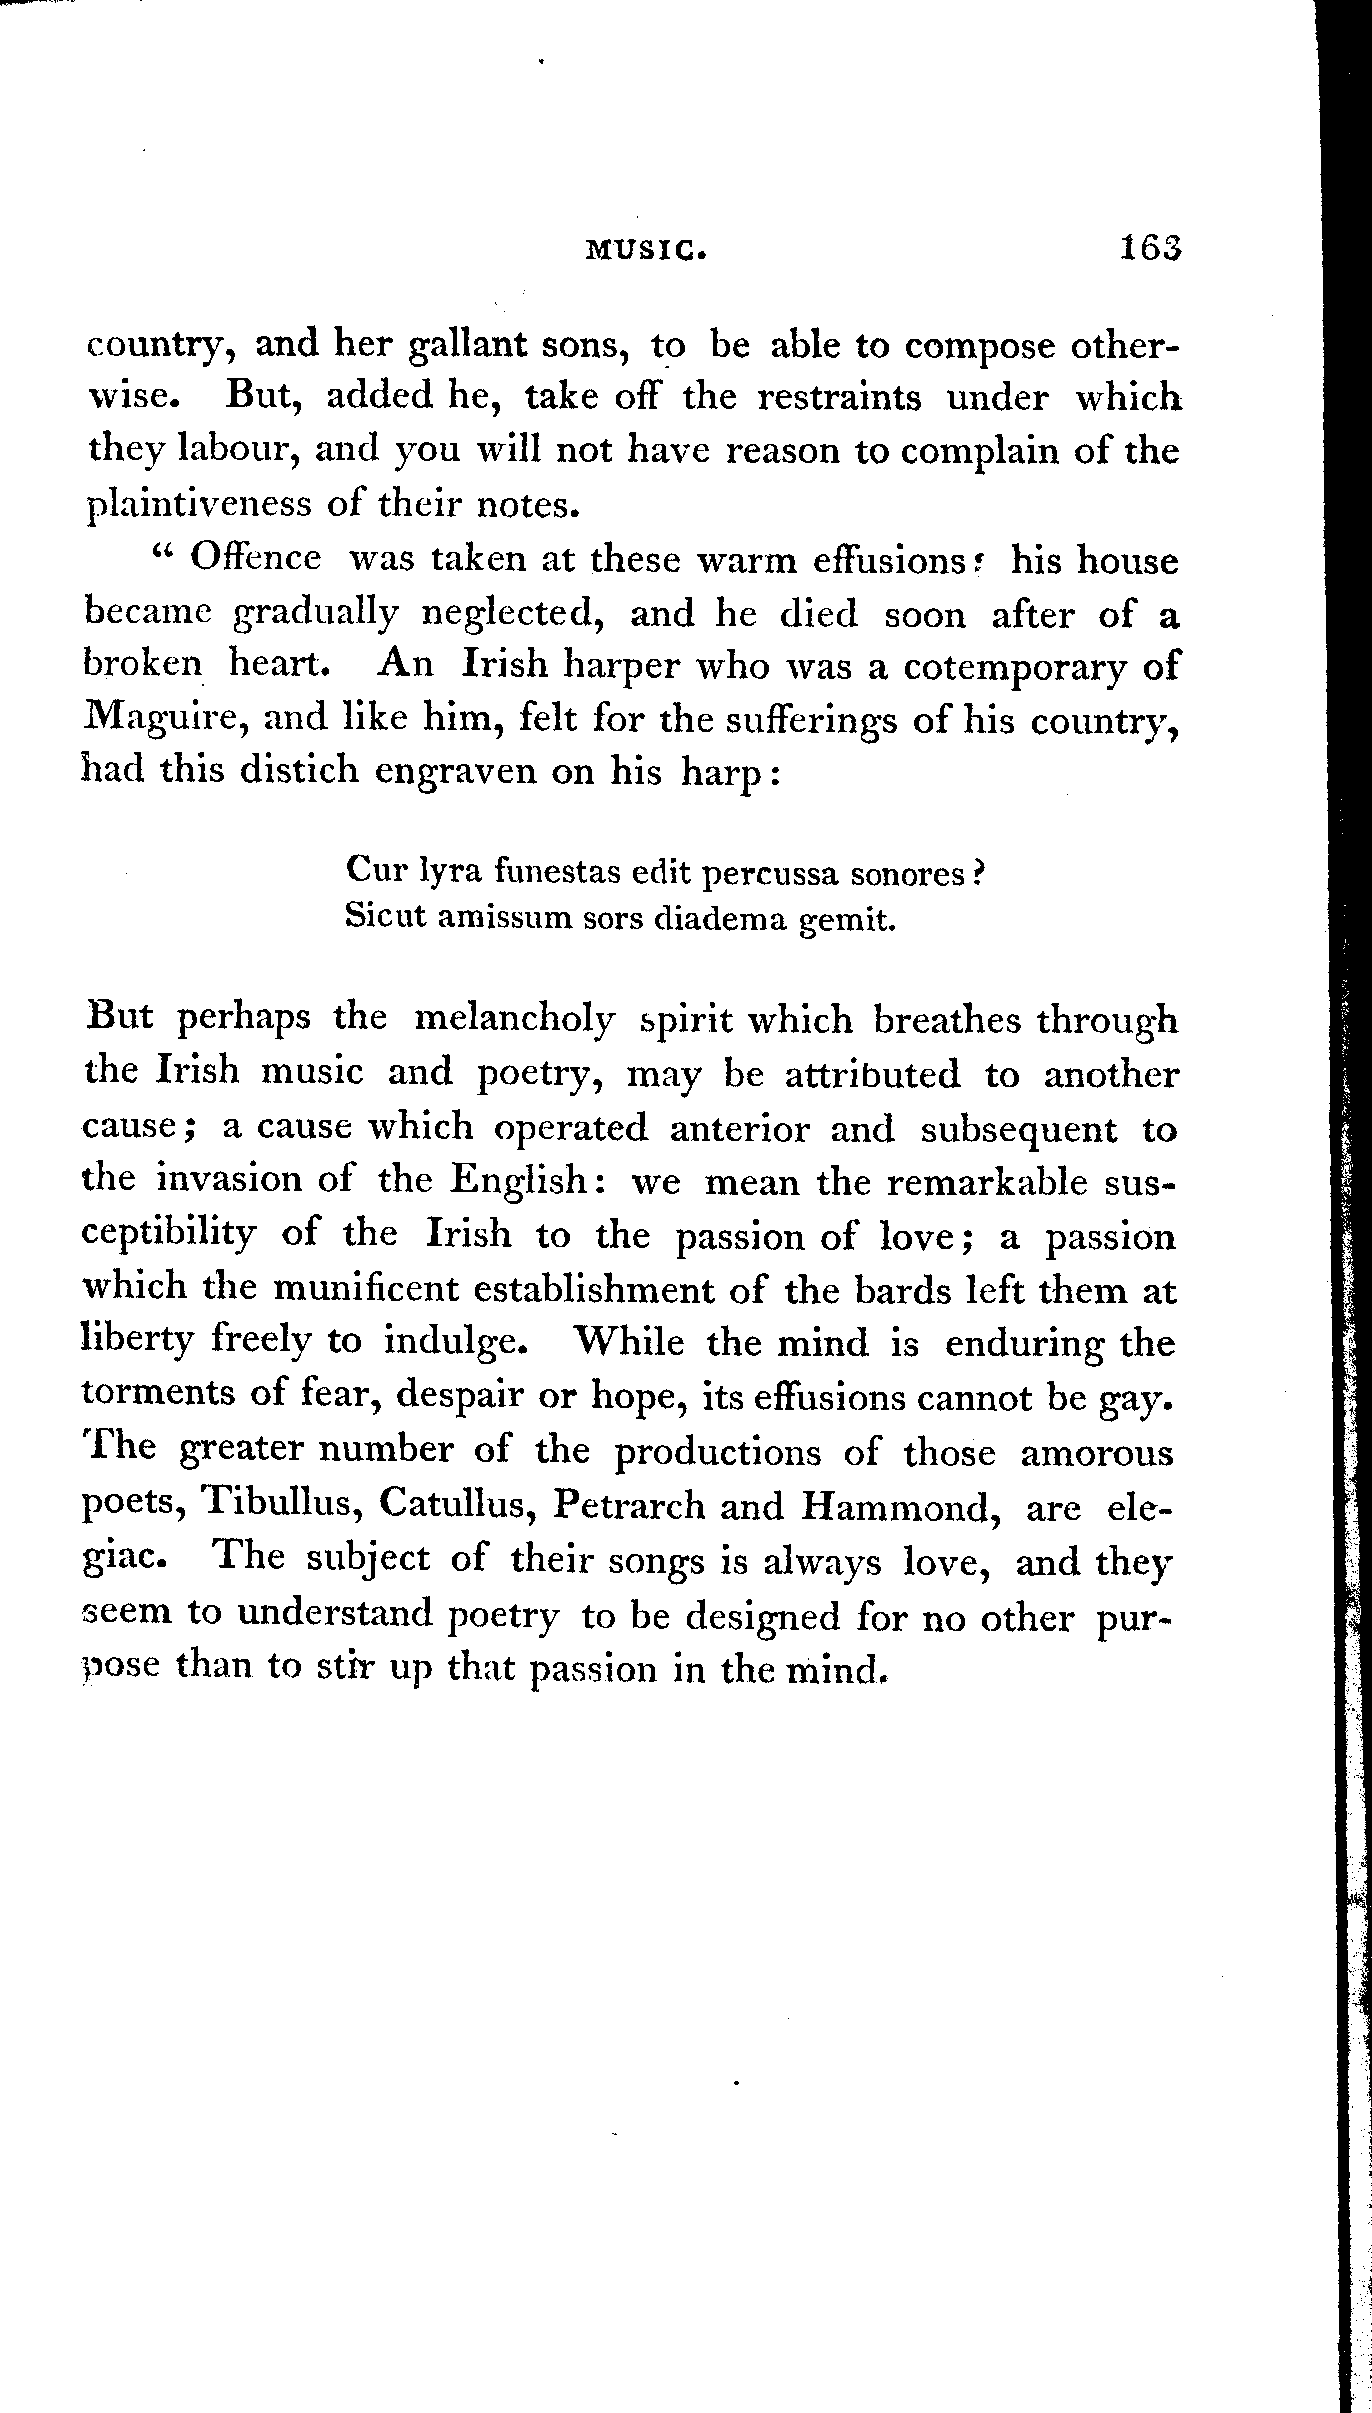 MUSIC. 163
country, and her gallant sons, to be able to compose other-
wise. But, added he, take off the restraints under which
they labour, and you will not have reason to complain of the
plaintiveness of their notes.
“ Offence was taken at these warm effusions: his house
became gradually neglected, and he died soon after of a
broken heart. An Irish harper who was a cotemporary of
Maguire, and like him, felt for the sufferings of his country,
had this distich engraven on his harp:
Cur lyra funestas edit percussa sonores?
Sicut amissum sors diadema gemit.
But perhaps the melancholy spirit which breathes through
the Irish music and poetry, may be attributed to another
cause; a cause which operated anterior and subsequent to
the invasion of the English: we mean the remarkable sus-
ceptibility of the Irish to the passion of love; a passion
which the munificent establishment of the bards left them at
liberty freely to indulge. While the mind is enduring the
torments of fear, despair or hope, its effusions cannot be gay.
The greater number of the productions of those amorous
poets, Tibullus, Catullus, Petrarch and Hammond, are ele-
giac. The subject of their songs is always love, and they
seem to understand poetry to be designed for no other pur-
pose than to stir up that passion in the mind.